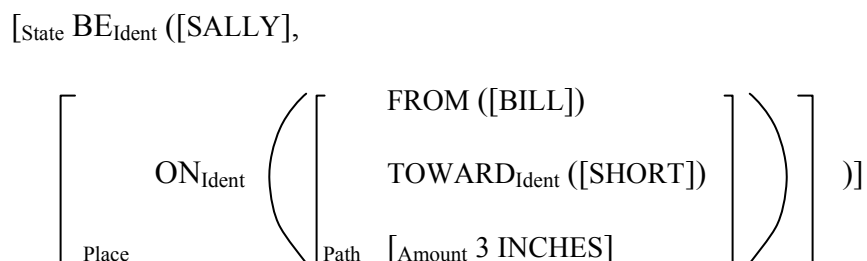 [State BEIdent ([SALLY],
FROM ([BILL])
ONIdent TOWARDIdent ([SHORT]) )]
Place Path [Amount 3 INCHES]